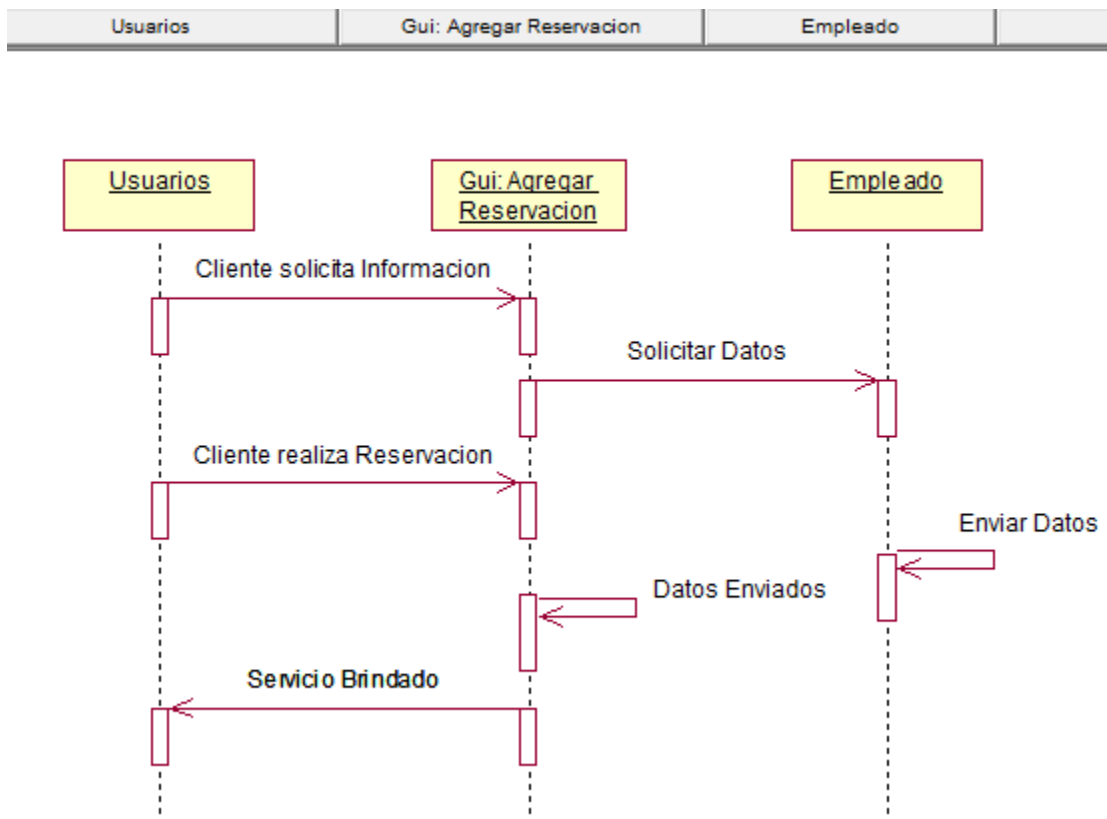 Usuarios
Gui: Agregar Reservacion
Empleado
Usuarios
Gui: Agregar
Reservacion
Empleado
Cliente solicita Informacion
Solicitar Datos
Cliente realiza Reservacion
Enviar Datos
Datos Enviados
Servicio Brindado